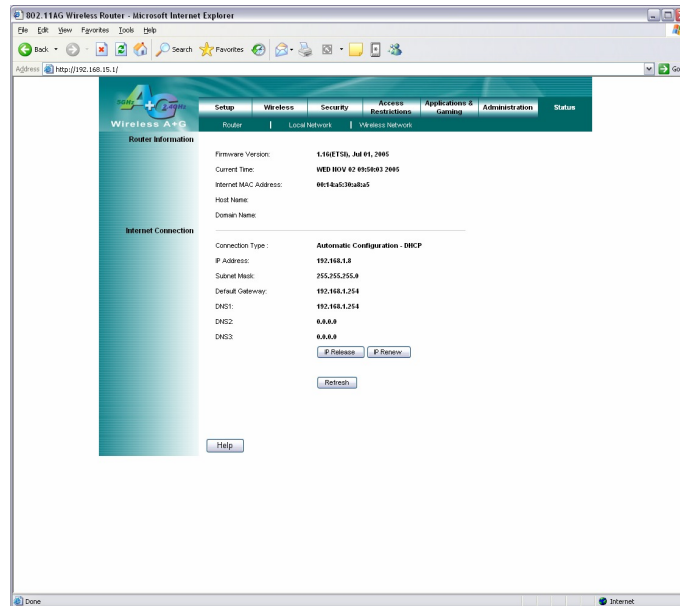 802.11AG Wireless Router - Microsoft Internet Explorer
File Edit View Favorites Tools Help
Back Search Favorites
Address http://192.168.15.1/ Go
5GHz A+G 2.4GHz
Wireless A+G
Setup Wireless Security Access Restrictions Applications & Gaming Administration Status
Router | Local Network | Wireless Network
Router Information
Firmware Version: 1.16(ETSI), Jul 01, 2005
Current Time: WED NOV 02 09:50:03 2005
Internet MAC Address: 00:14:a5:30:a8:a5
Host Name:
Domain Name:
Internet Connection
Connection Type : Automatic Configuration - DHCP
IP Address: 192.168.1.8
Subnet Mask: 255.255.255.0
Default Gateway: 192.168.1.254
DNS1: 192.168.1.254
DNS2: 0.0.0.0
DNS3: 0.0.0.0
IP Release IP Renew
Refresh
Help
Done Internet